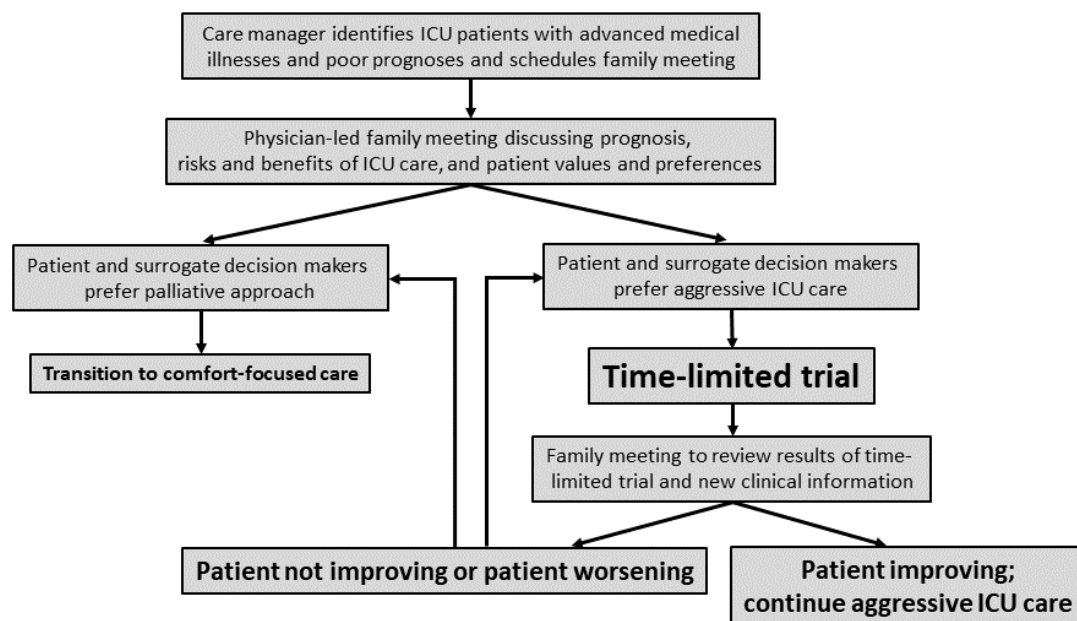 Care manager identifies ICU patients with advanced medical
illnesses and poor prognoses and schedules family meeting
Physician-led family meeting discussing prognosis,
risks and benefits of ICU care, and patient values and preferences
Patient and surrogate decision makers
prefer palliative approach
Patient and surrogate decision makers
prefer aggressive ICU care
Transition to comfort-focused care
Time-limited trial
Family meeting to review results of time-
limited trial and new clinical information
Patient not improving or patient worsening
Patient improving;
continue aggressive ICU care